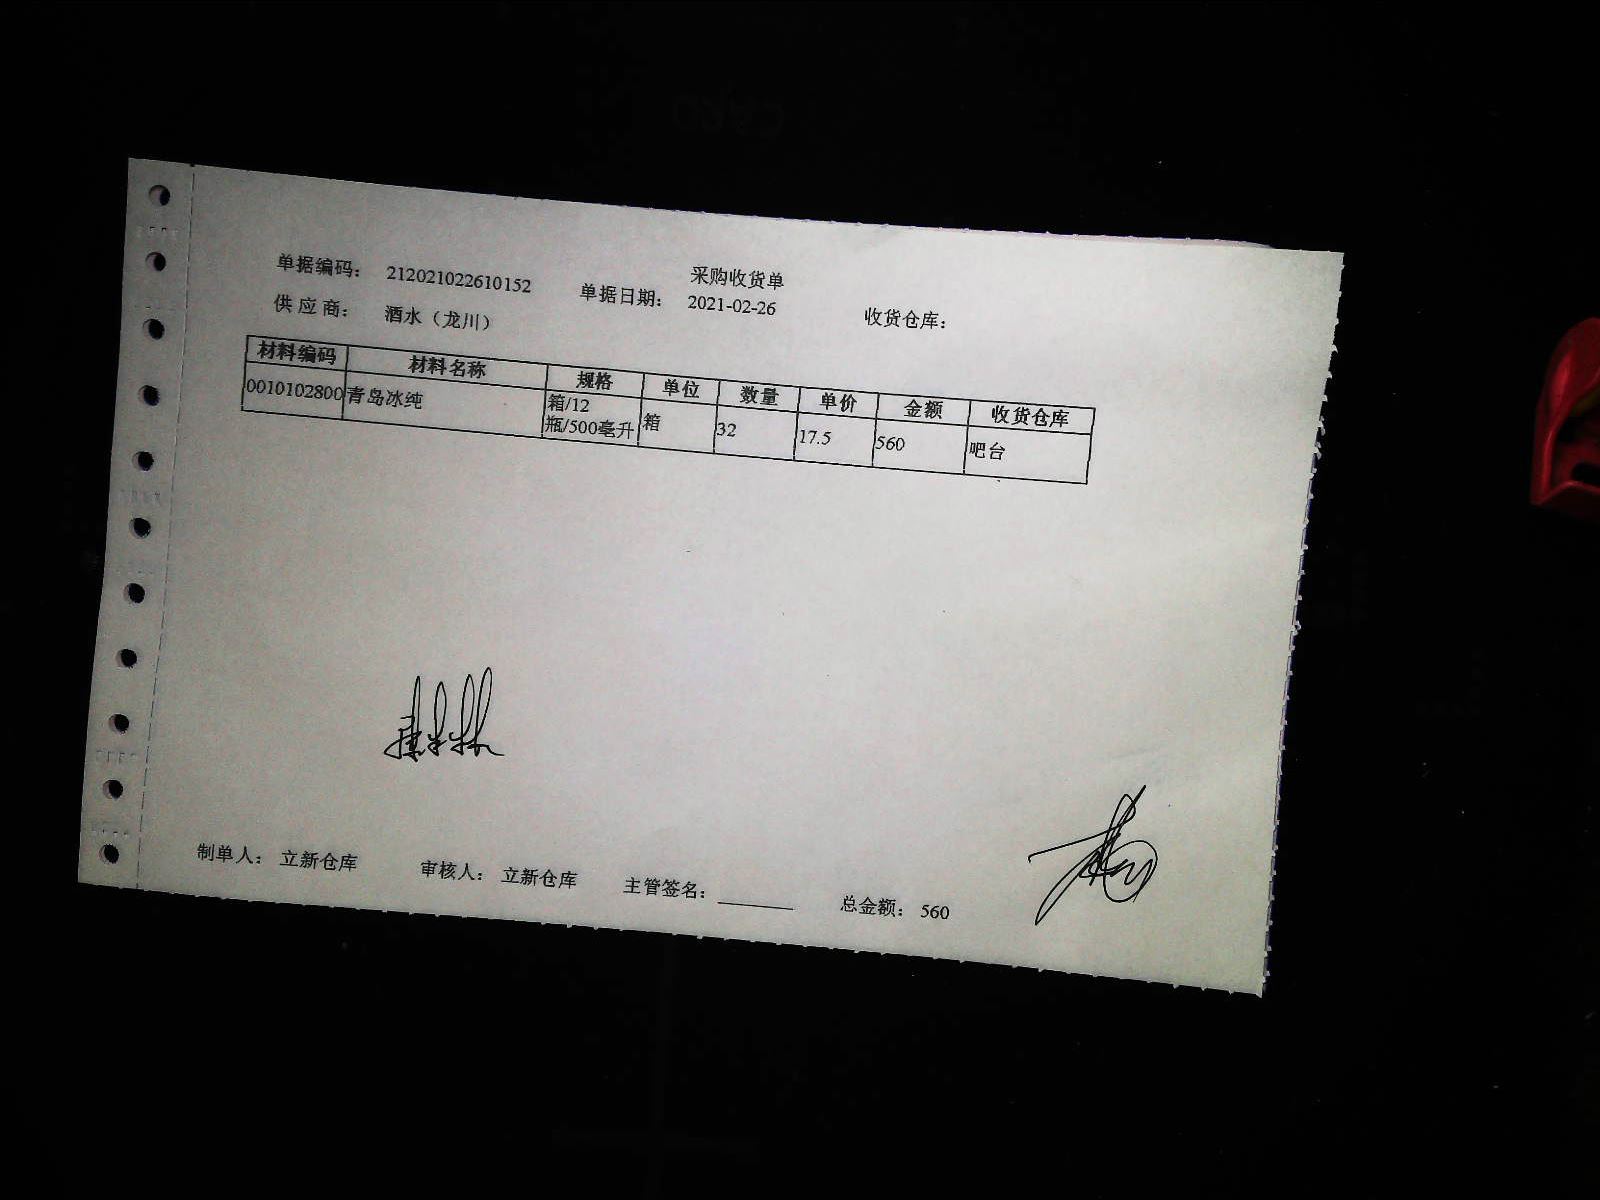 采购收货单
单据编码： 212021022610152 单据日期： 2021-02-26 收货仓库：
供 应 商： 酒水（龙川）
材料编码 材料名称 规格 单位 数量 单价 金额 收货仓库
0010102800 青岛冰纯 箱/12 箱 32 17.5 560 吧台
瓶/500毫升
制单人： 立新仓库 审核人： 立新仓库 主管签名：______ 总金额： 560